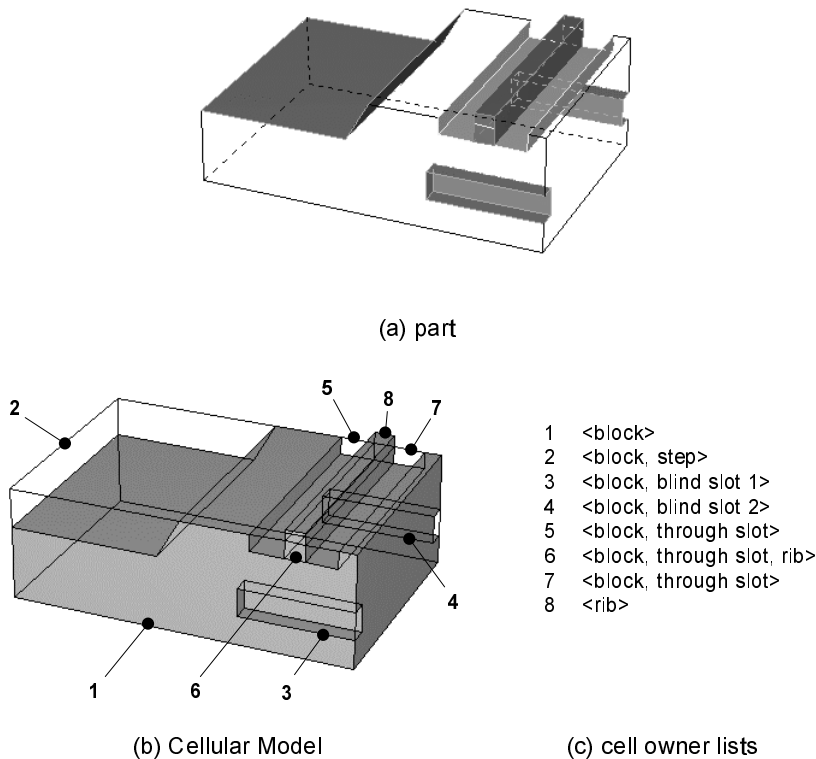 (a) part
5
8
7
2
1 <block>
2 <block, step>
3 <block, blind slot 1>
4 <block, blind slot 2>
5 <block, through slot>
6 <block, through slot, rib>
7 <block, through slot>
8 <rib>
4
1
6
3
(b) Cellular Model
(c) cell owner lists